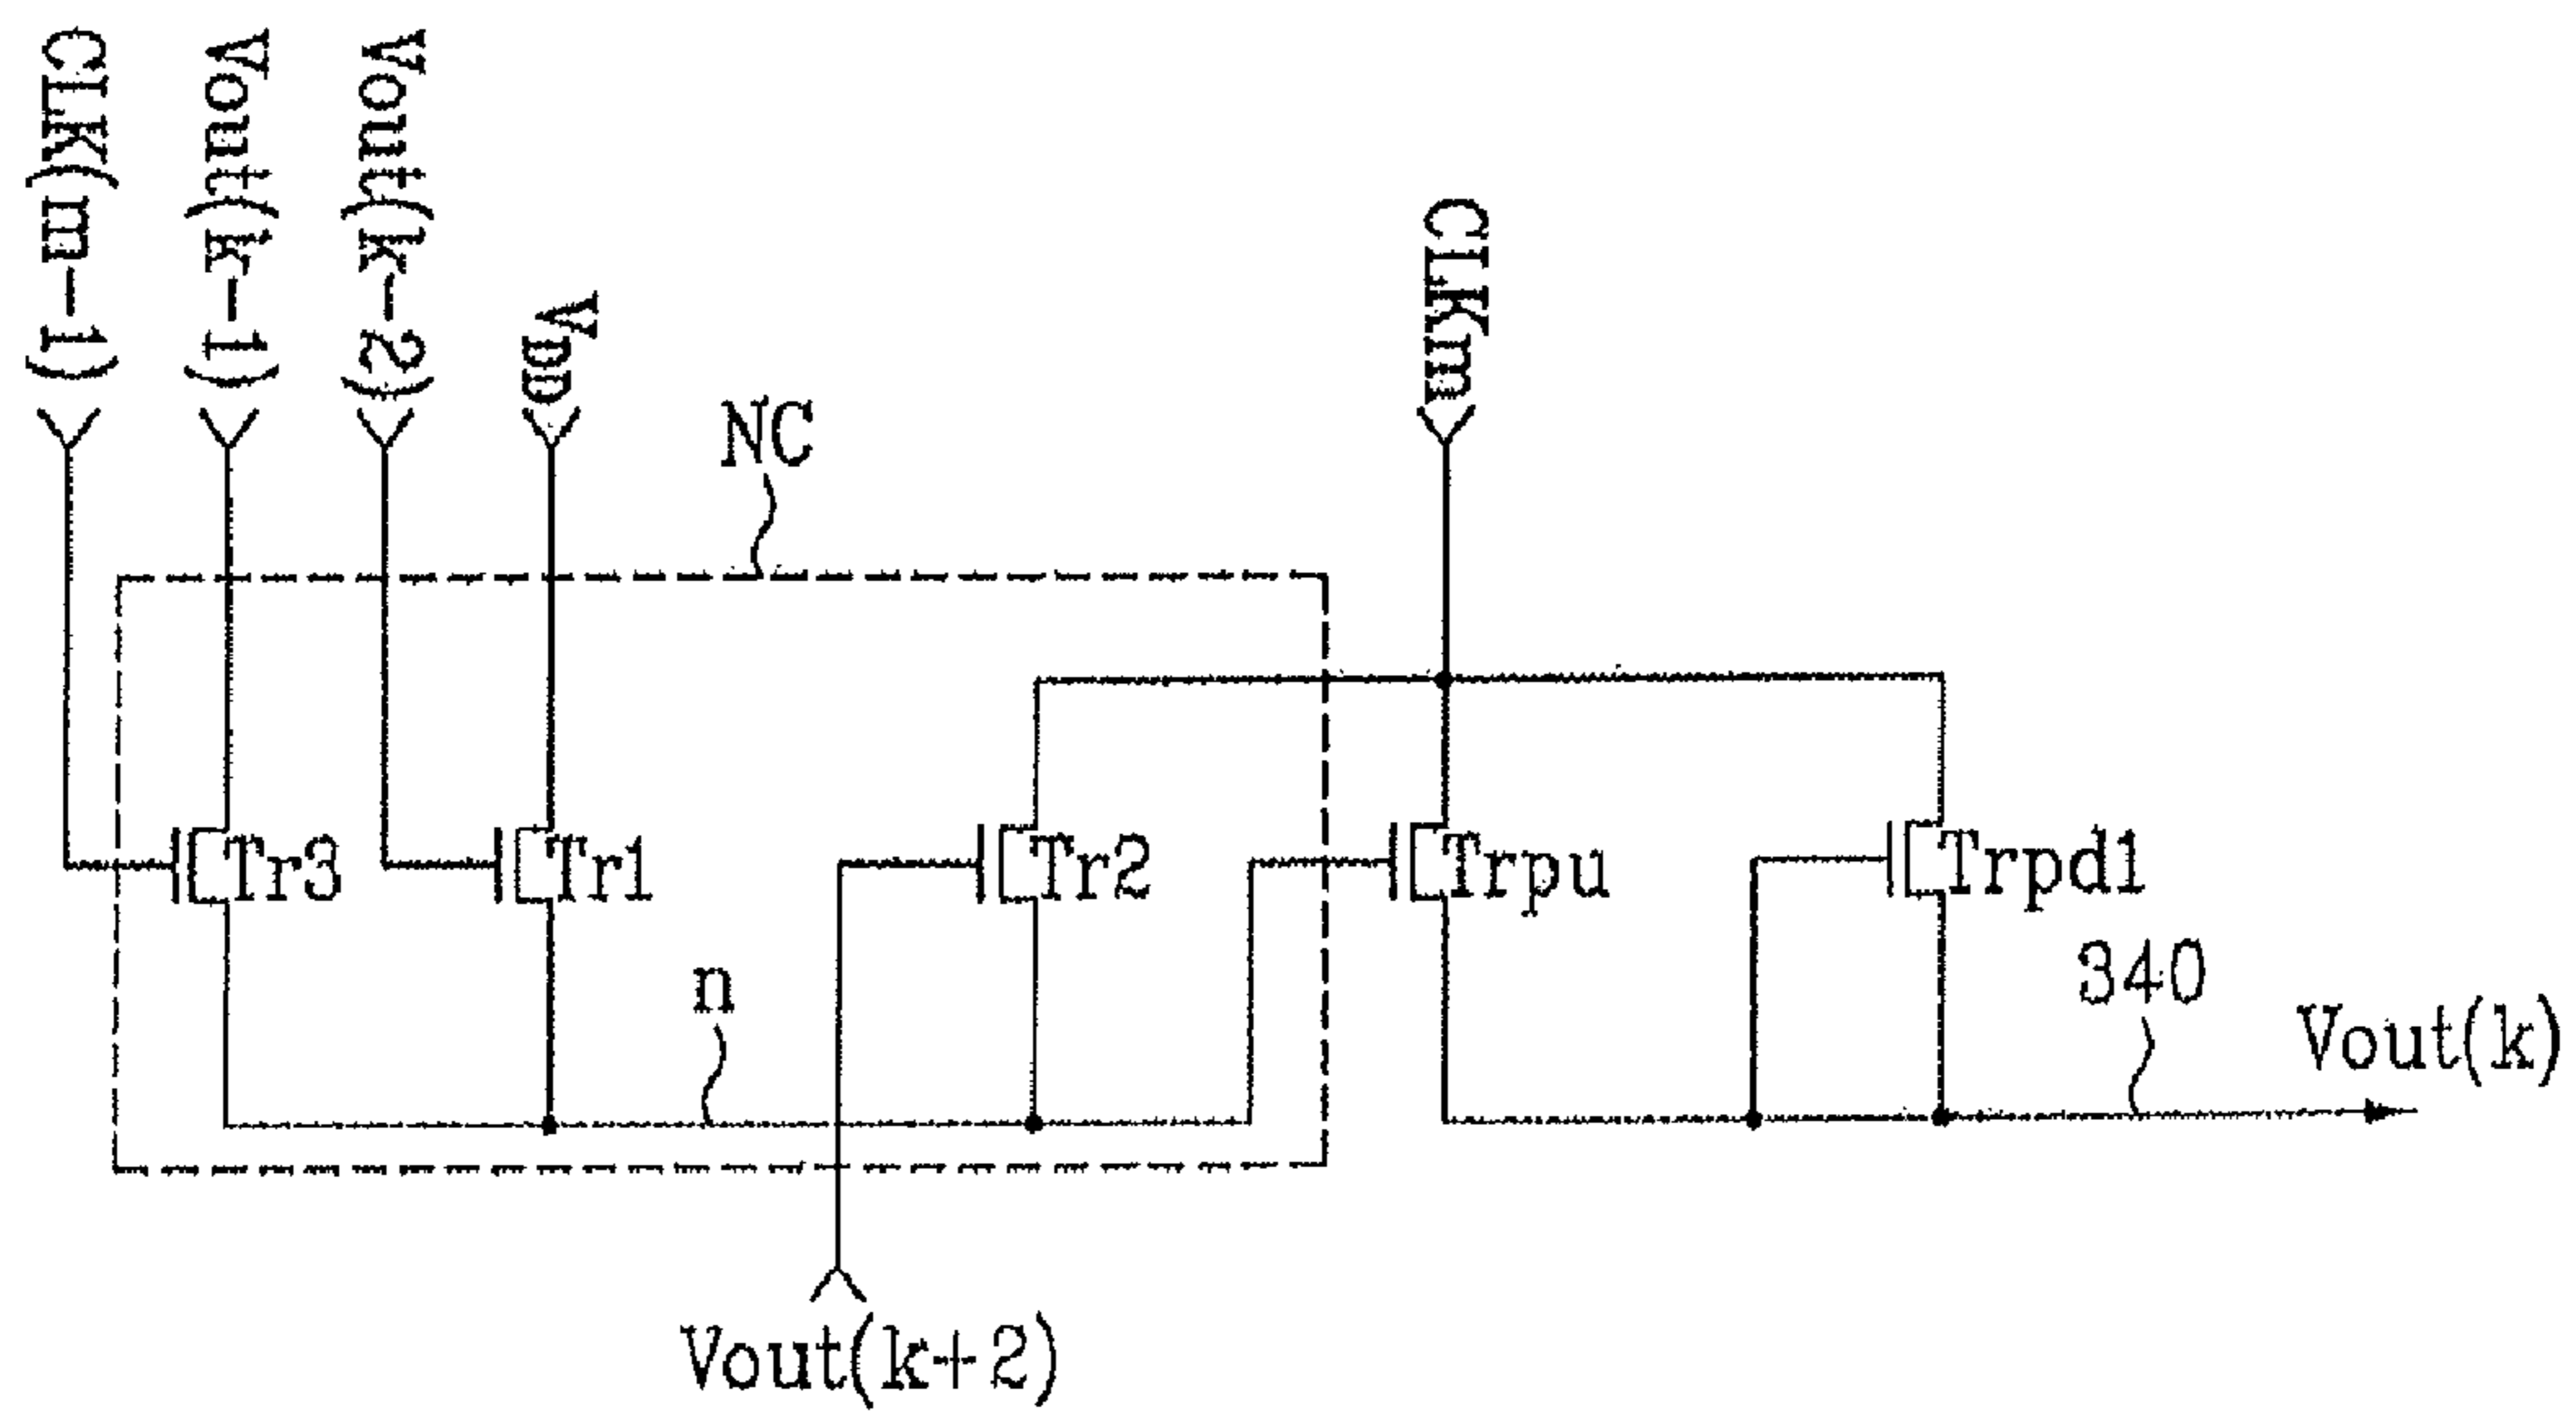 CLK(m-1)
Vout(k-1)
Vout(k-2)
VDD
CLKm
NC
Tr3
Tr1
Tr2
Trpu
Trpd1
n
340
Vout(k)
Vout(k+2)